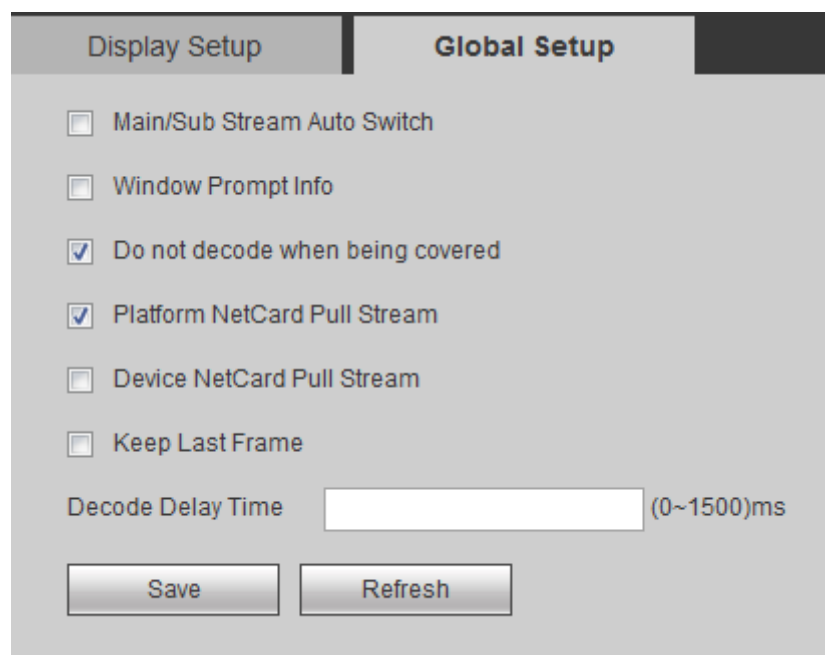 Display Setup Global Setup
Main/Sub Stream Auto Switch
Window Prompt Info
Do not decode when being covered
Platform NetCard Pull Stream
Device NetCard Pull Stream
Keep Last Frame
Decode Delay Time (0~1500)ms
Save Refresh